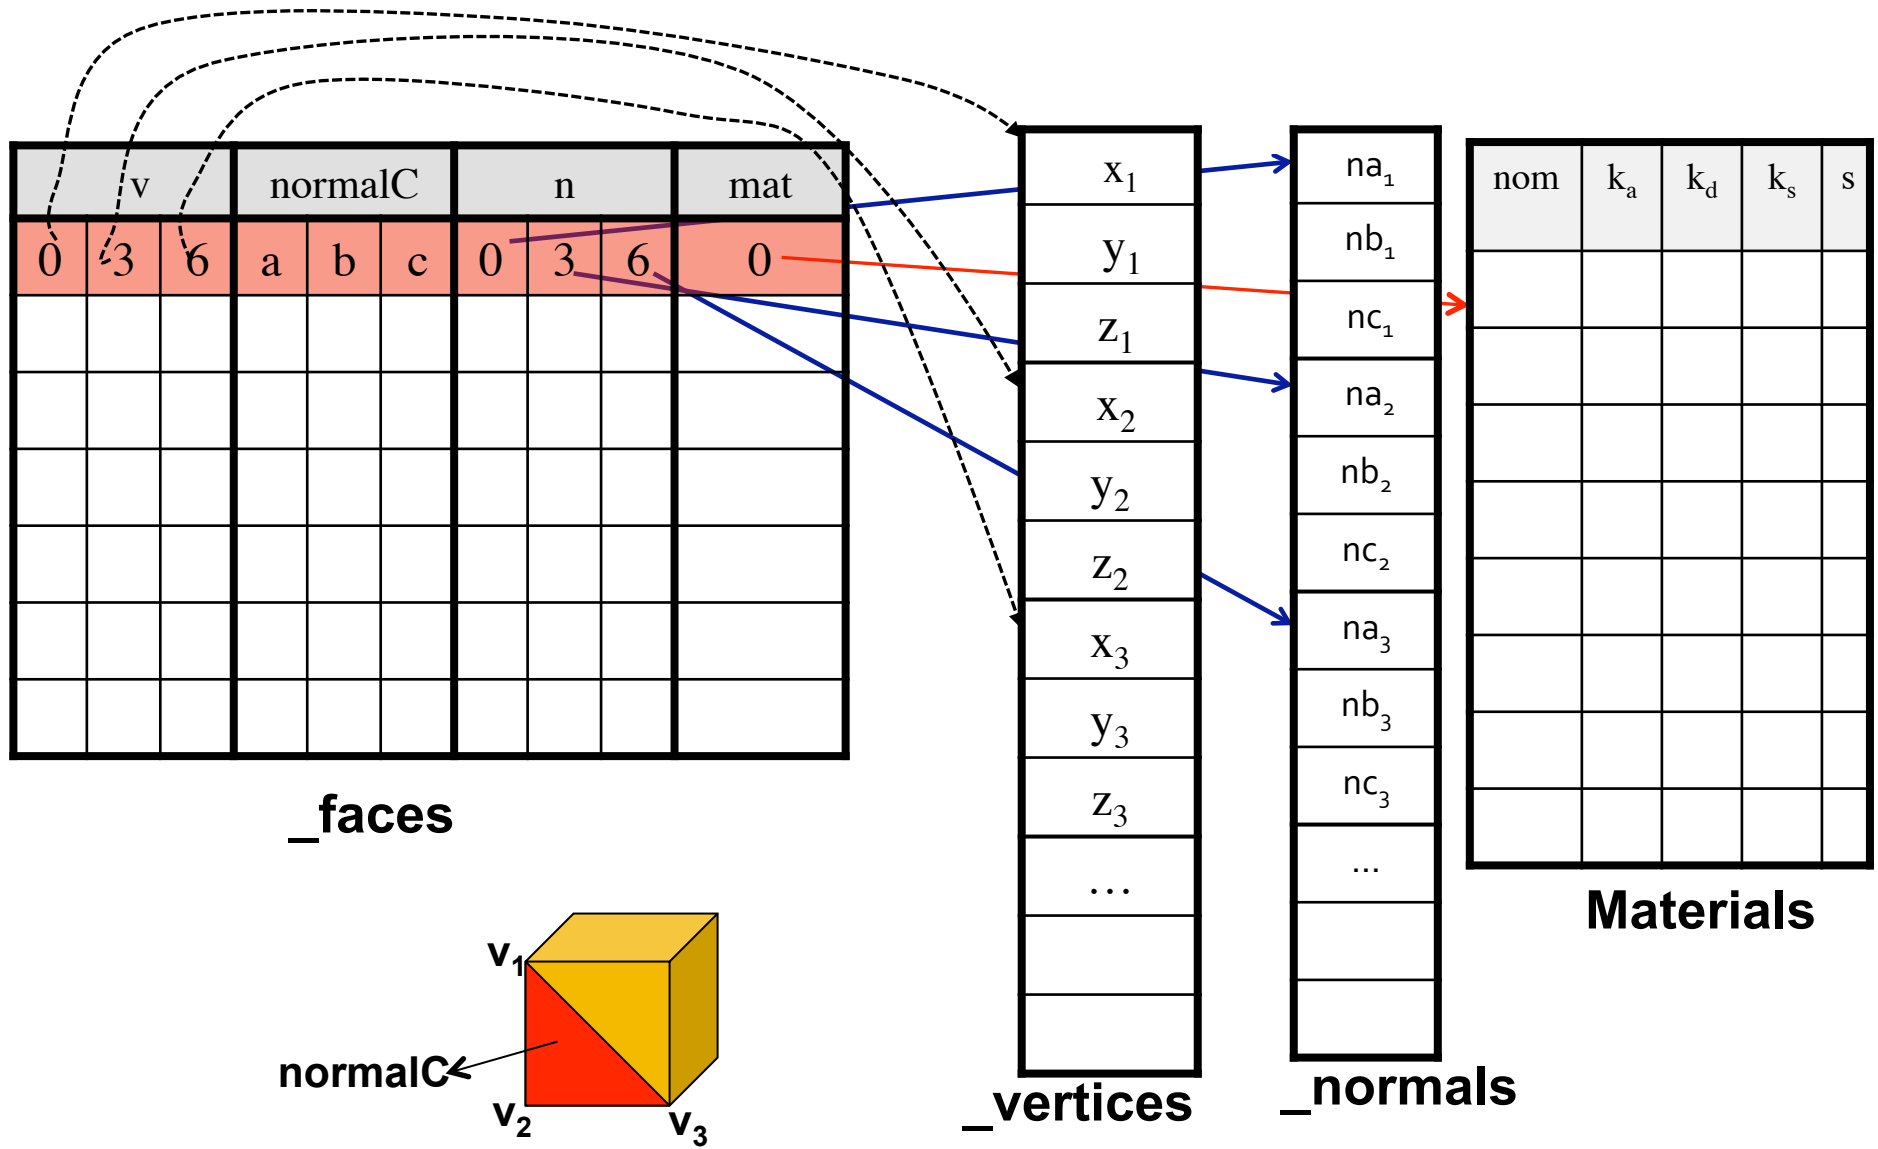 v normalC n mat
0 3 6 a b c 0 3 6 0
_faces
x₁
y₁
z₁
x₂
y₂
z₂
x₃
y₃
z₃
...
_vertices
na₁
nb₁
nc₁
na₂
nb₂
nc₂
na₃
nb₃
nc₃
...
_normals
nom kₐ k_d kₛ s
Materials
v₁
normalC
v₂
v₃